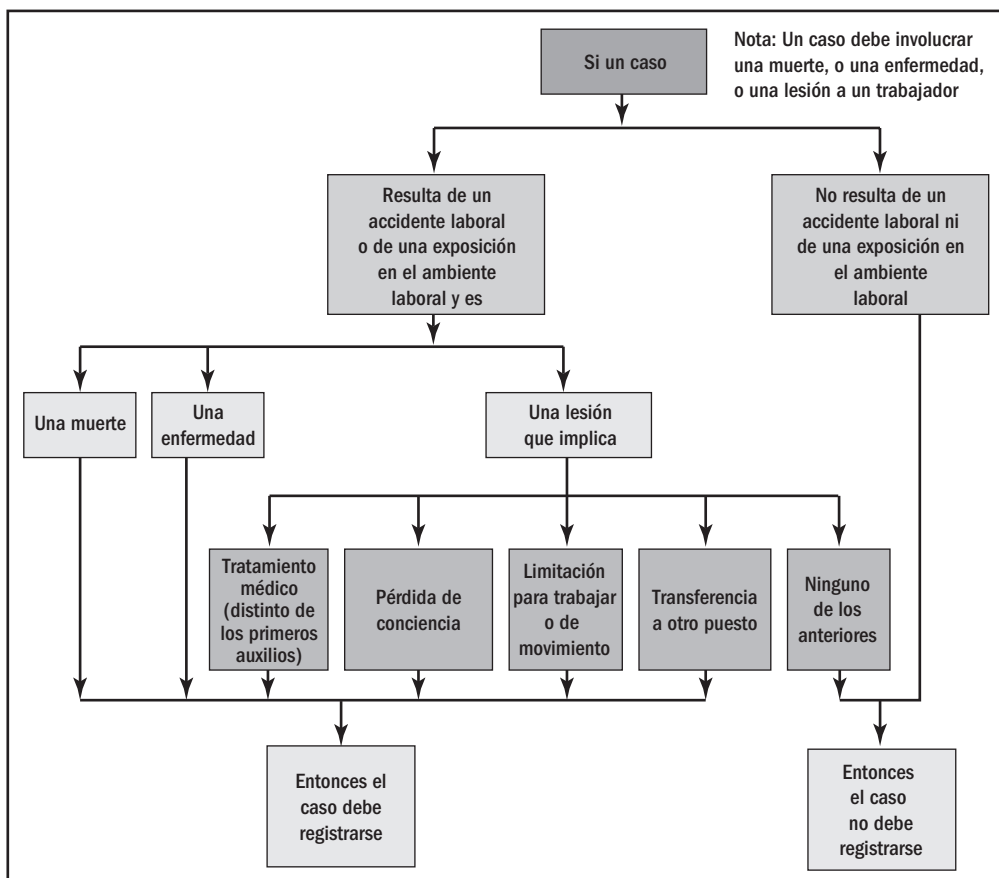 Si un caso
Nota: Un caso debe involucrar
una muerte, o una enfermedad,
o una lesión a un trabajador
Resulta de un
accidente laboral
o de una exposición
en el ambiente
laboral y es
No resulta de un
accidente laboral ni
de una exposición en
el ambiente
laboral
Una muerte
Una
enfermedad
Una lesión
que implica
Tratamiento
médico
(distinto de
los primeros
auxilios)
Pérdida de
conciencia
Limitación
para trabajar
o de
movimiento
Transferencia
a otro puesto
Ninguno
de los
anteriores
Entonces el
caso debe
registrarse
Entonces
el caso
no debe
registrarse